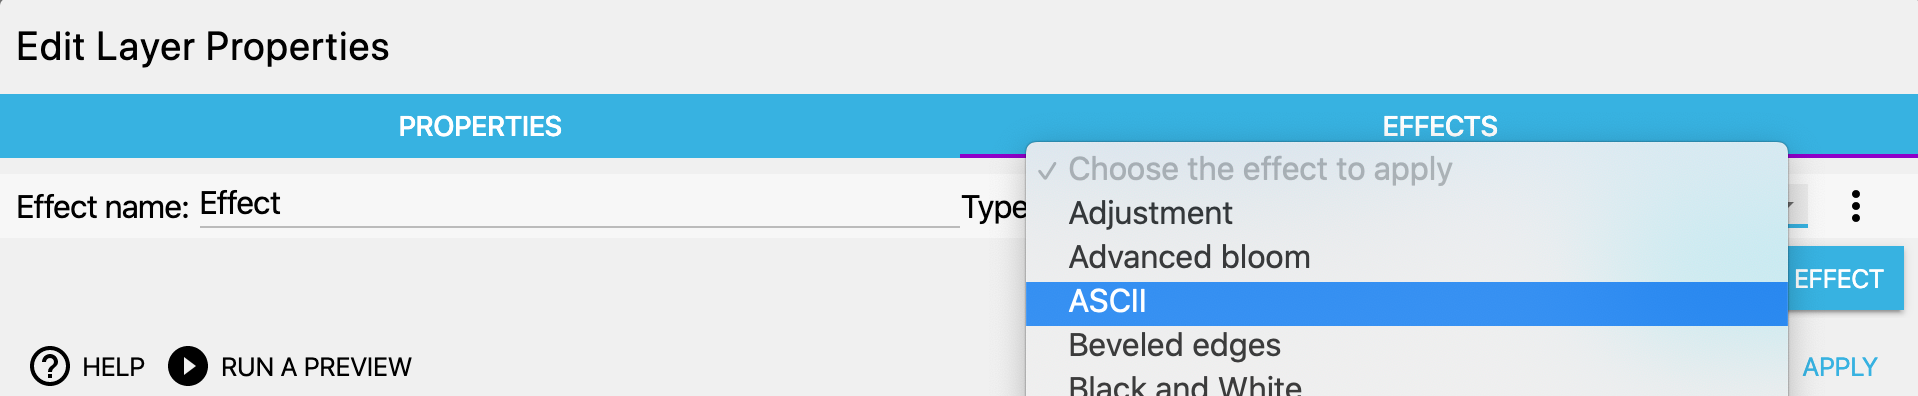 Edit Layer Properties
PROPERTIES
EFFECTS
Effect name: Effect
Type
Choose the effect to apply
Adjustment
Advanced bloom
ASCII
Beveled edges
Black and White
EFFECT
HELP
RUN A PREVIEW
APPLY